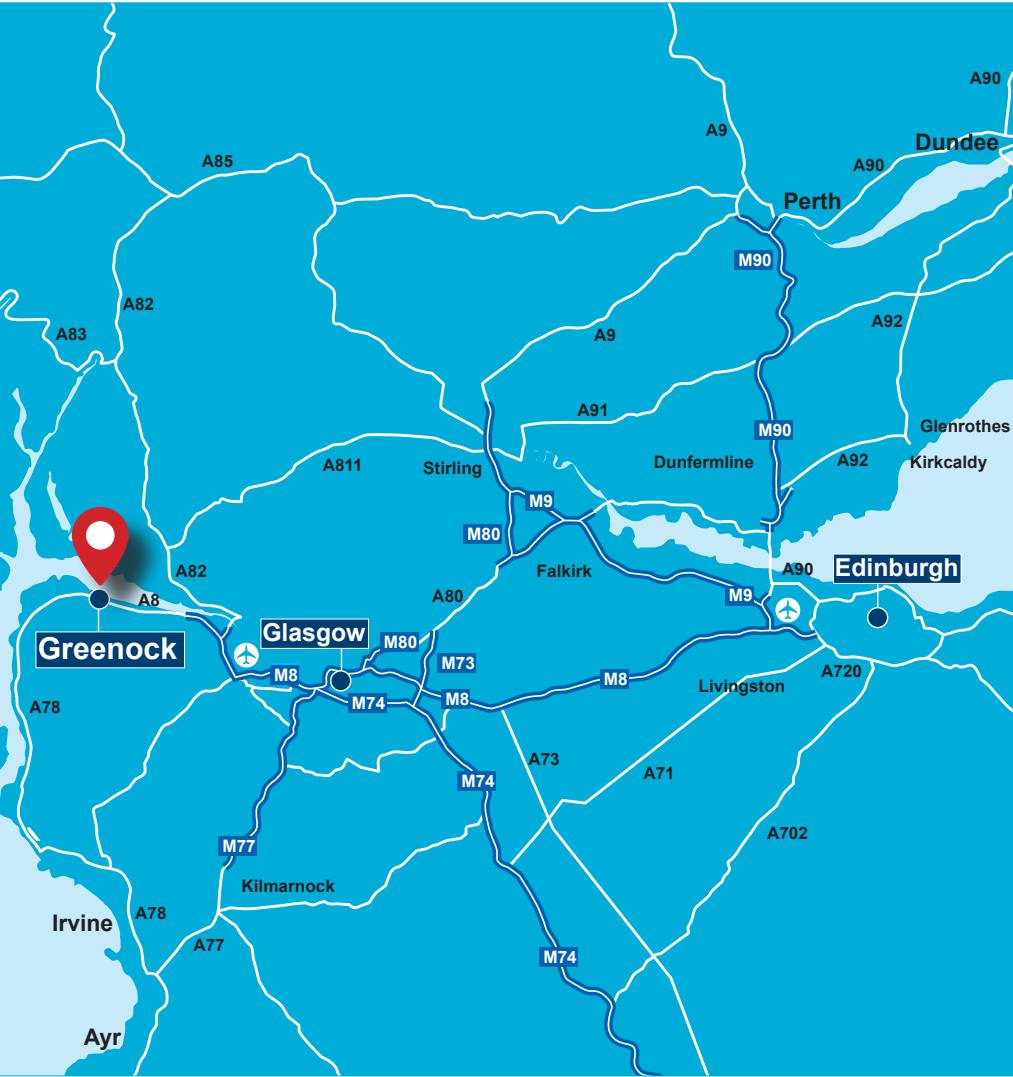 A90
A9
Dundee
A85
A90
Perth
M90
A82
A92
A83
A9
A91
Glenrothes
M90
A811
Stirling
Dunfermline
A92
Kirkcaldy
M9
M80
A82
Falkirk
A90
Edinburgh
A8
A80
M9
Glasgow
Greenock
M80
M73
M8
M8
A720
Livingston
M74
M8
A78
A73
A71
M74
A702
M77
Kilmarnock
A78
Irvine
A77
M74
Ayr